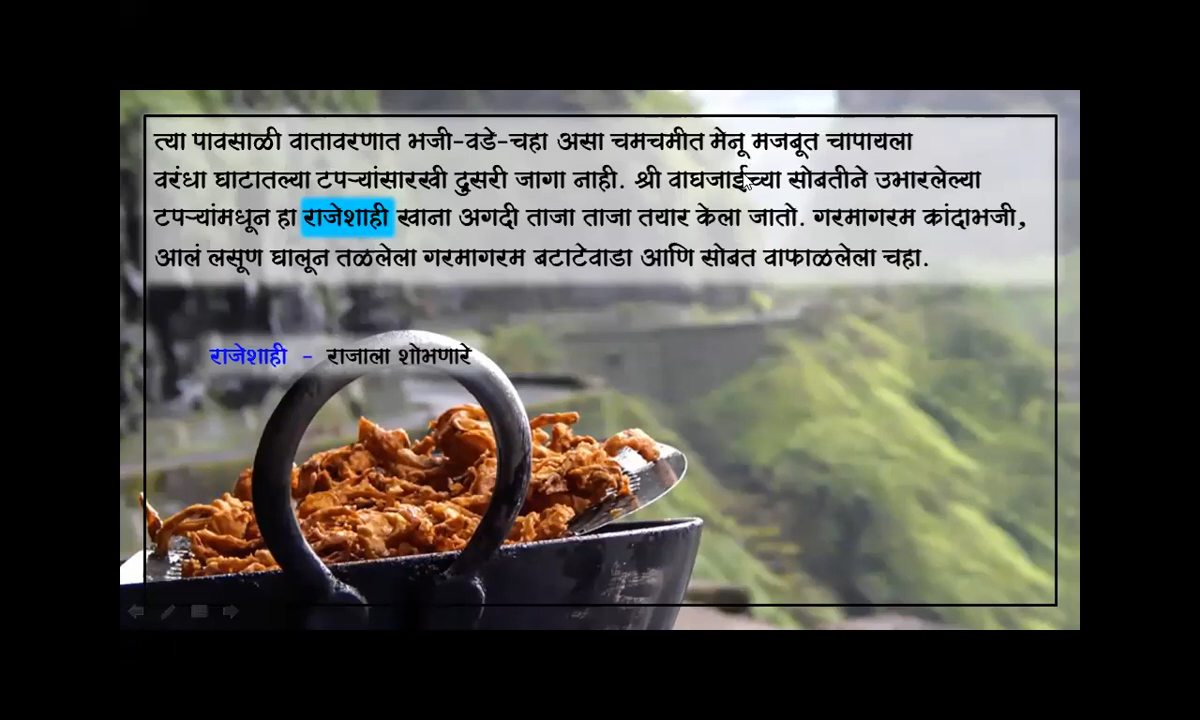 त्या पावसाळी वातावरणात भजी-वडे-चहा असा चमचमीत मेनू मजबूत चापायला
वरंधा घाटातल्या टपऱ्यांसारखी दुसरी जागा नाही. श्री वाघजाईच्या सोबतीने उभारलेल्या
टपऱ्यांमधून हा राजेशाही खाना अगदी ताजा ताजा तयार केला जातो. गरमागरम कांदाभजी,
आलं लसूण घालून तळलेला गरमागरम बटाटेवाडा आणि सोबत वाफाळलेला चहा.
राजेशाही - राजाला शोभणारे